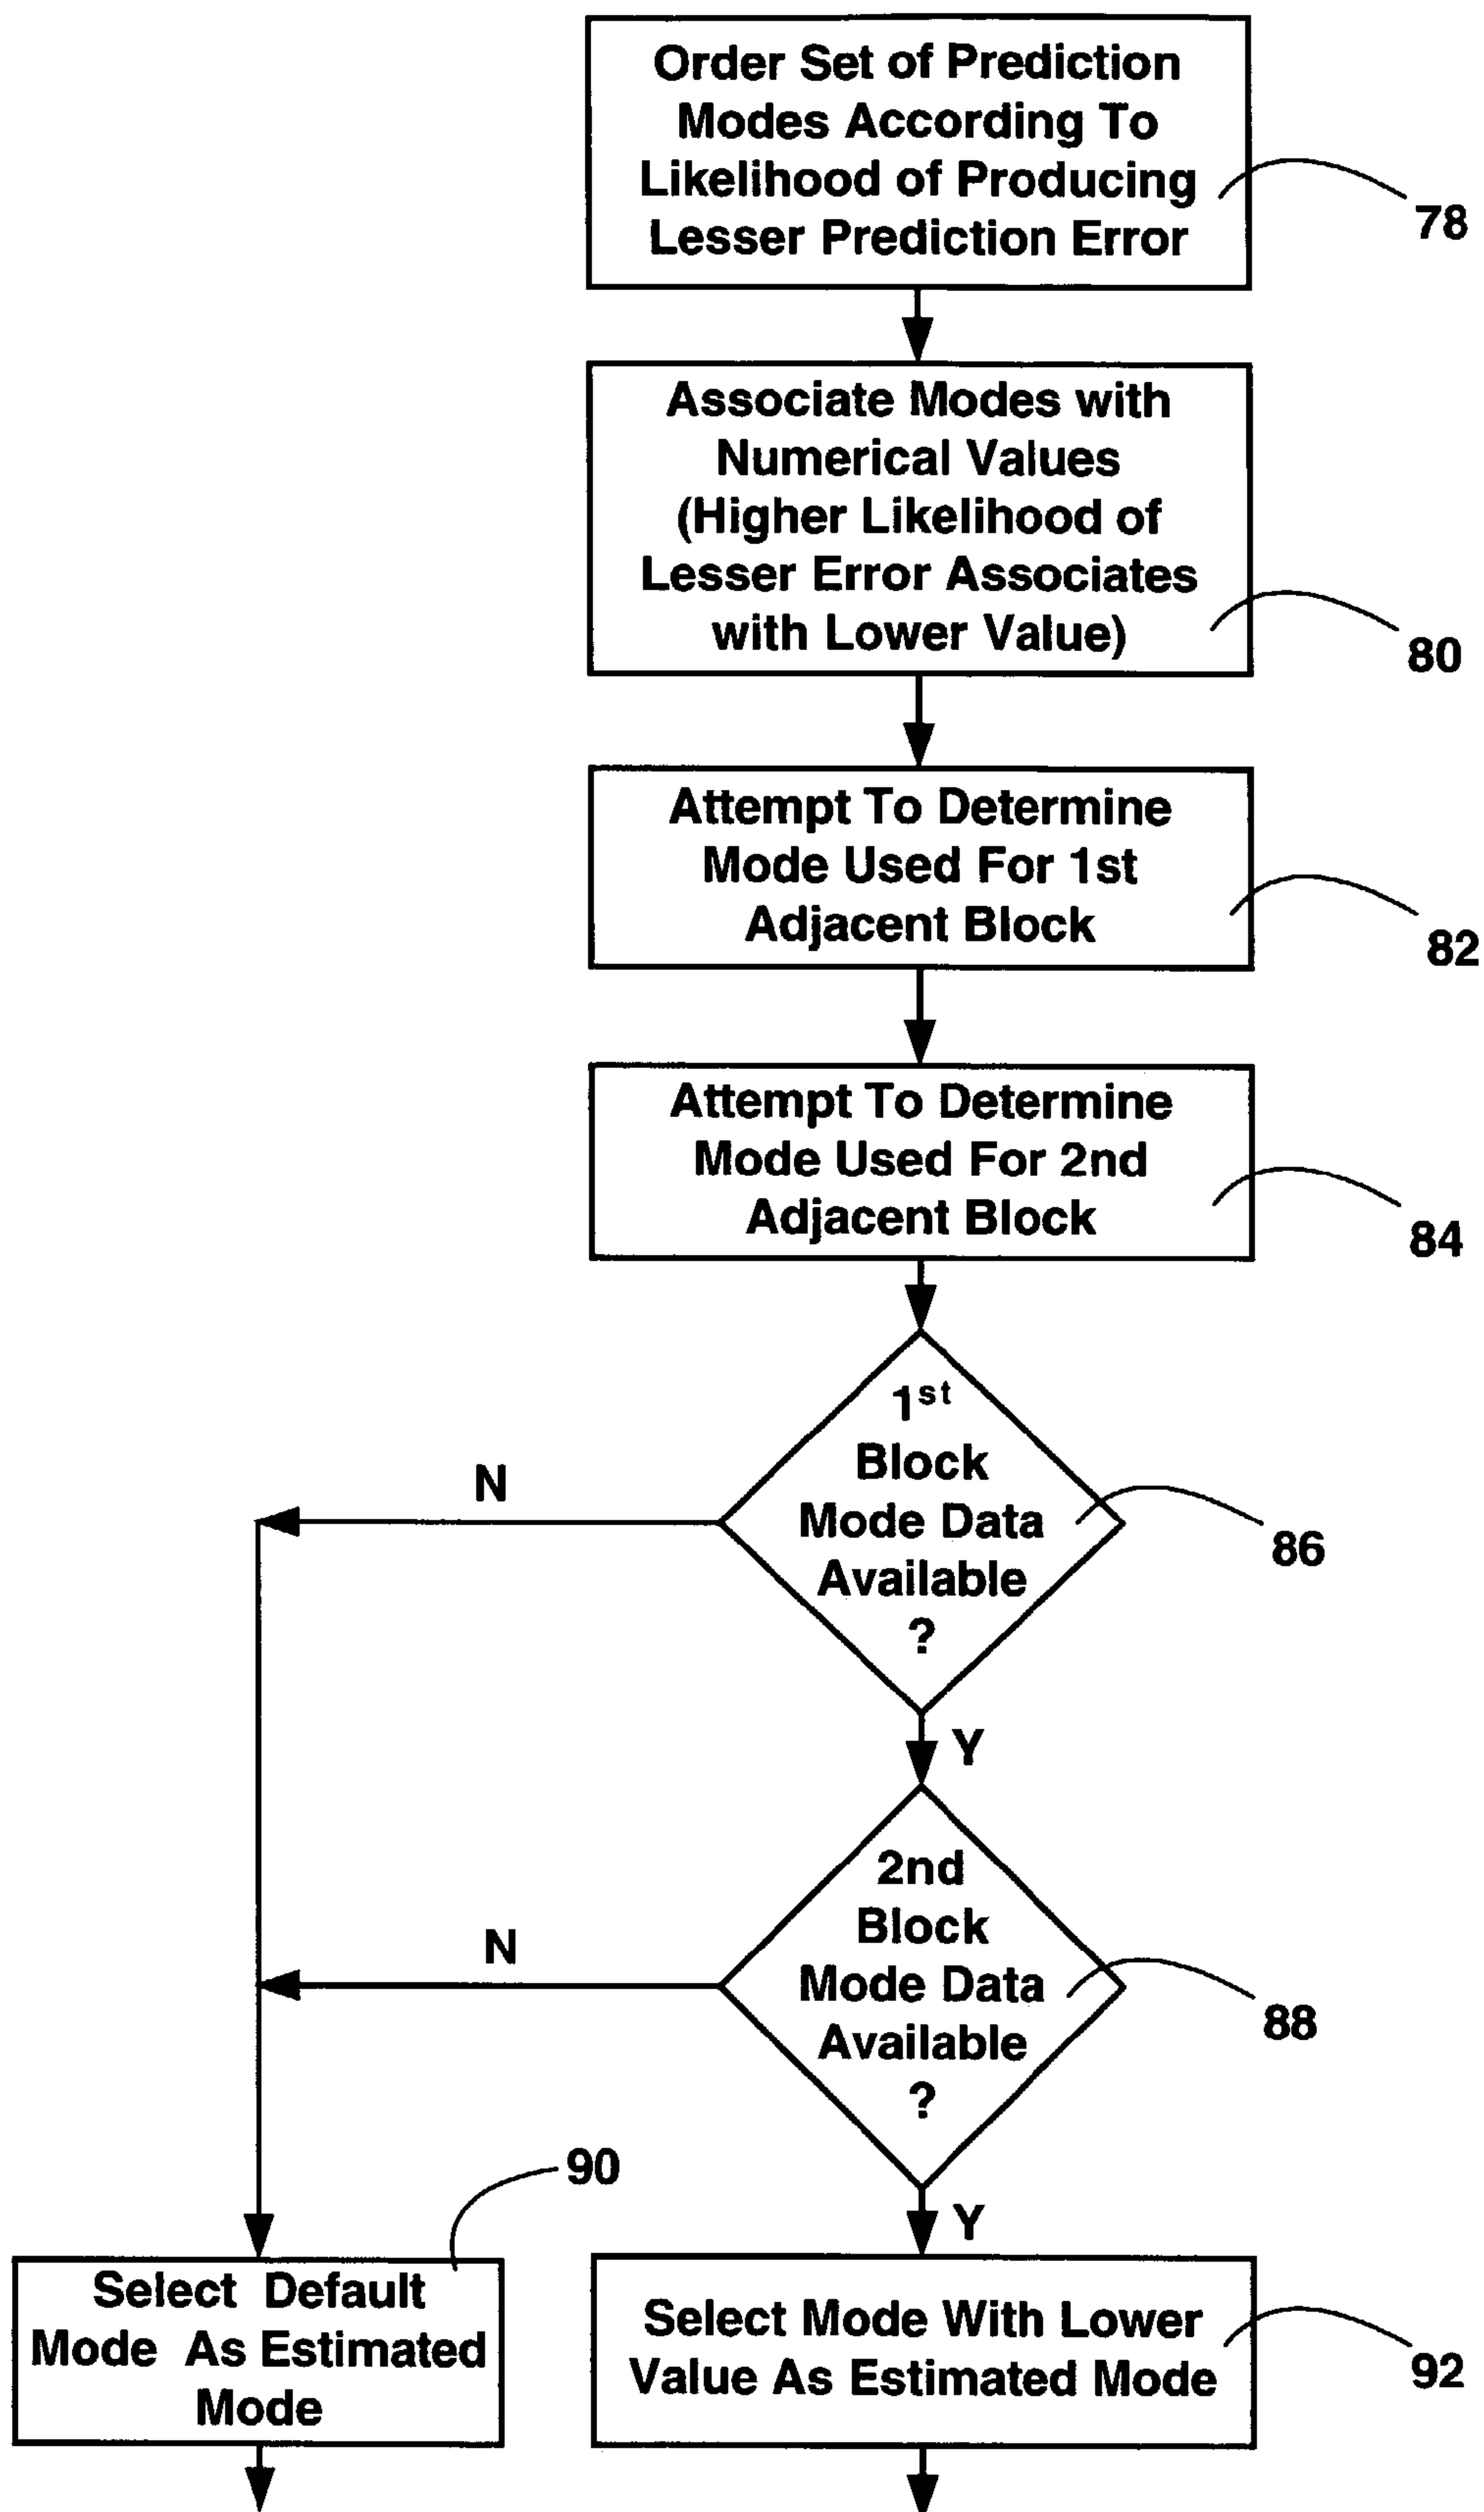 Order Set of Prediction
Modes According To
Likelihood of Producing
Lesser Prediction Error
78
Associate Modes with
Numerical Values
(Higher Likelihood of
Lesser Error Associates
with Lower Value)
80
Attempt To Determine
Mode Used For 1st
Adjacent Block
82
Attempt To Determine
Mode Used For 2nd
Adjacent Block
84
1st
Block
Mode Data
Available
?
86
N
Y
2nd
Block
Mode Data
Available
?
88
N
Y
90
Select Default
Mode As Estimated
Mode
Select Mode With Lower
Value As Estimated Mode
92